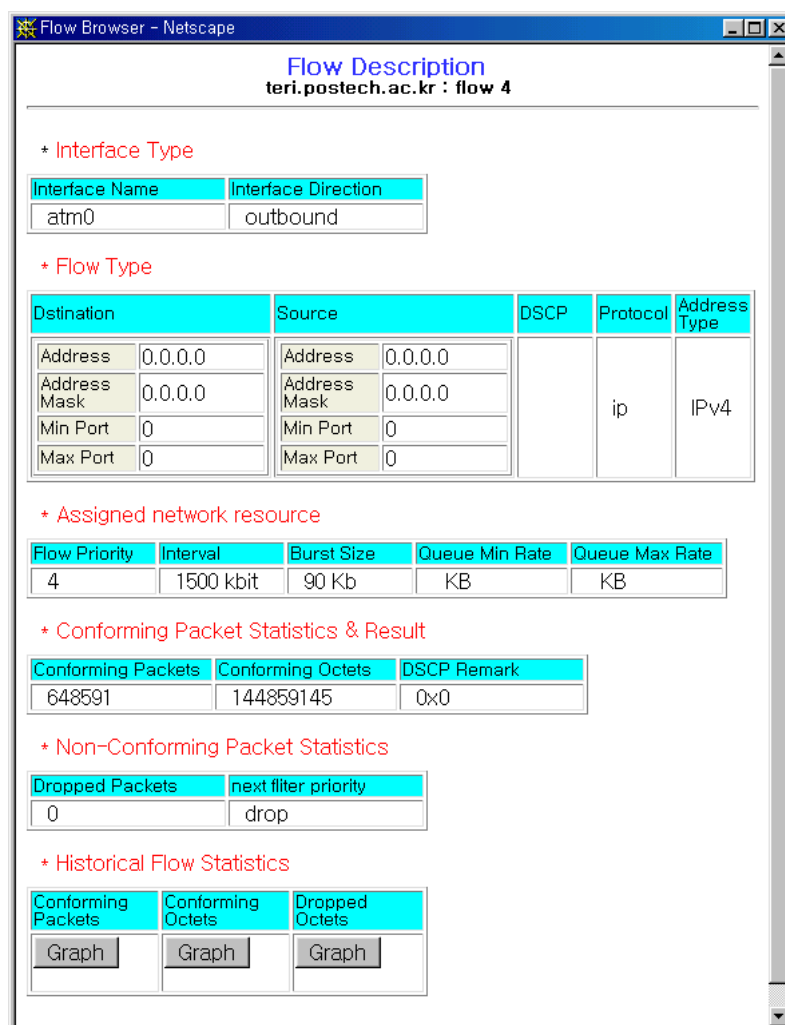 Flow Browser - Netscape
Flow Description
teri.postech.ac.kr : flow 4
* Interface Type
Interface Name Interface Direction
atm0 outbound
* Flow Type
Dstination Source DSCP Protocol Address Type
Address 0.0.0.0 Address 0.0.0.0
Address Mask 0.0.0.0 Address Mask 0.0.0.0
ip IPv4
Min Port 0 Min Port 0
Max Port 0 Max Port 0
* Assigned network resource
Flow Priority Interval Burst Size Queue Min Rate Queue Max Rate
4 1500 kbit 90 Kb KB KB
* Conforming Packet Statistics & Result
Conforming Packets Conforming Octets DSCP Remark
648591 144859145 0x0
* Non-Conforming Packet Statistics
Dropped Packets next fliter priority
0 drop
* Historical Flow Statistics
Conforming Packets Conforming Octets Dropped Octets
Graph Graph Graph